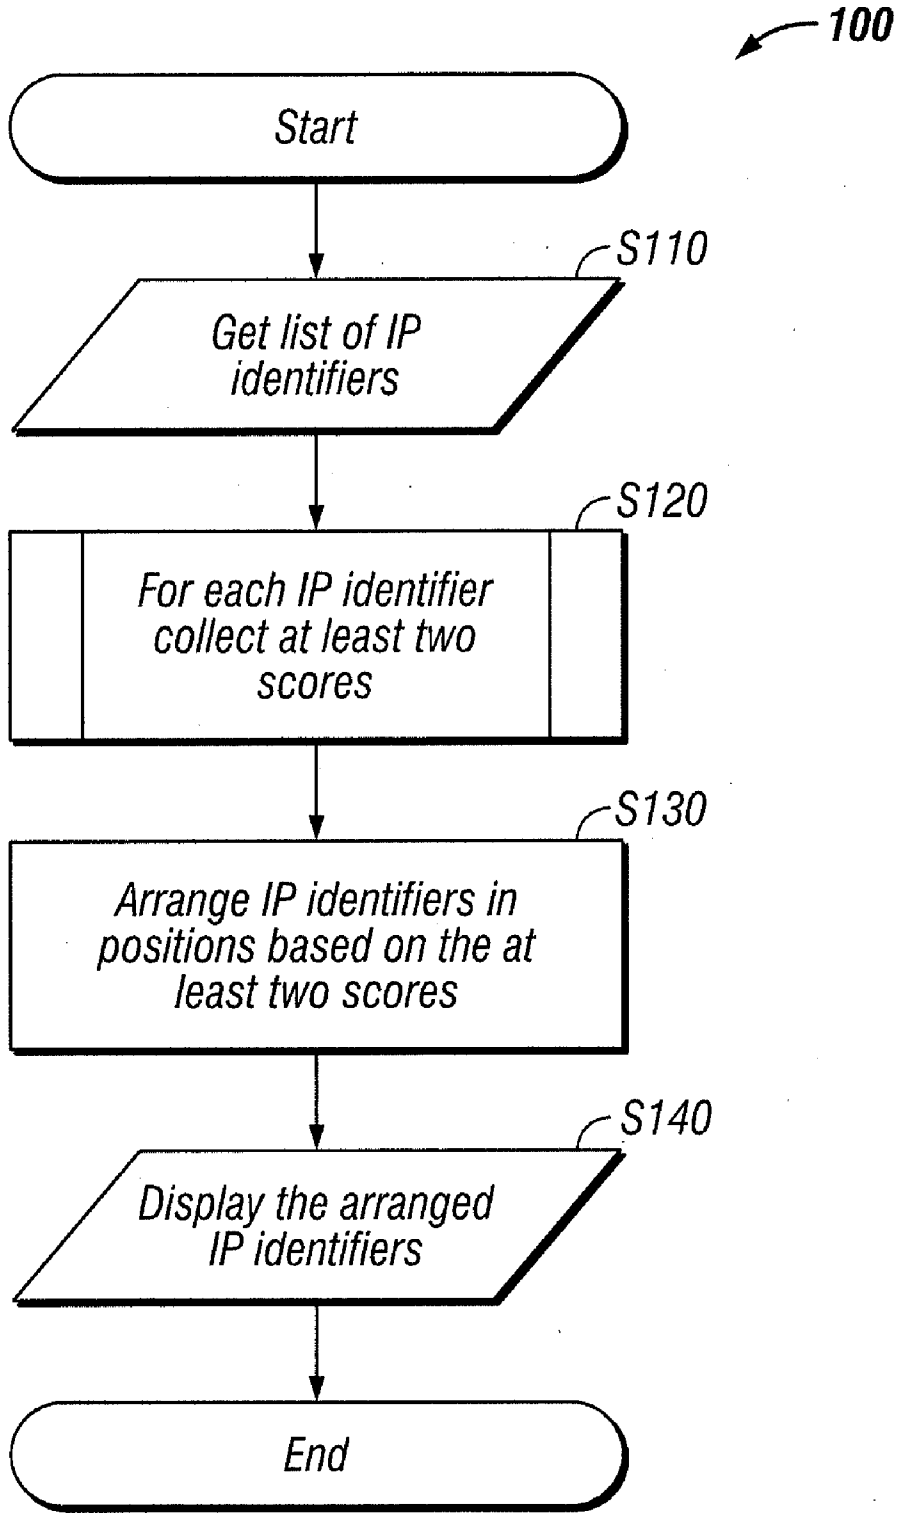 100
Start
S110
Get list of IP
identifiers
S120
For each IP identifier
collect at least two
scores
S130
Arrange IP identifiers in
positions based on the at
least two scores
S140
Display the arranged
IP identifiers
End